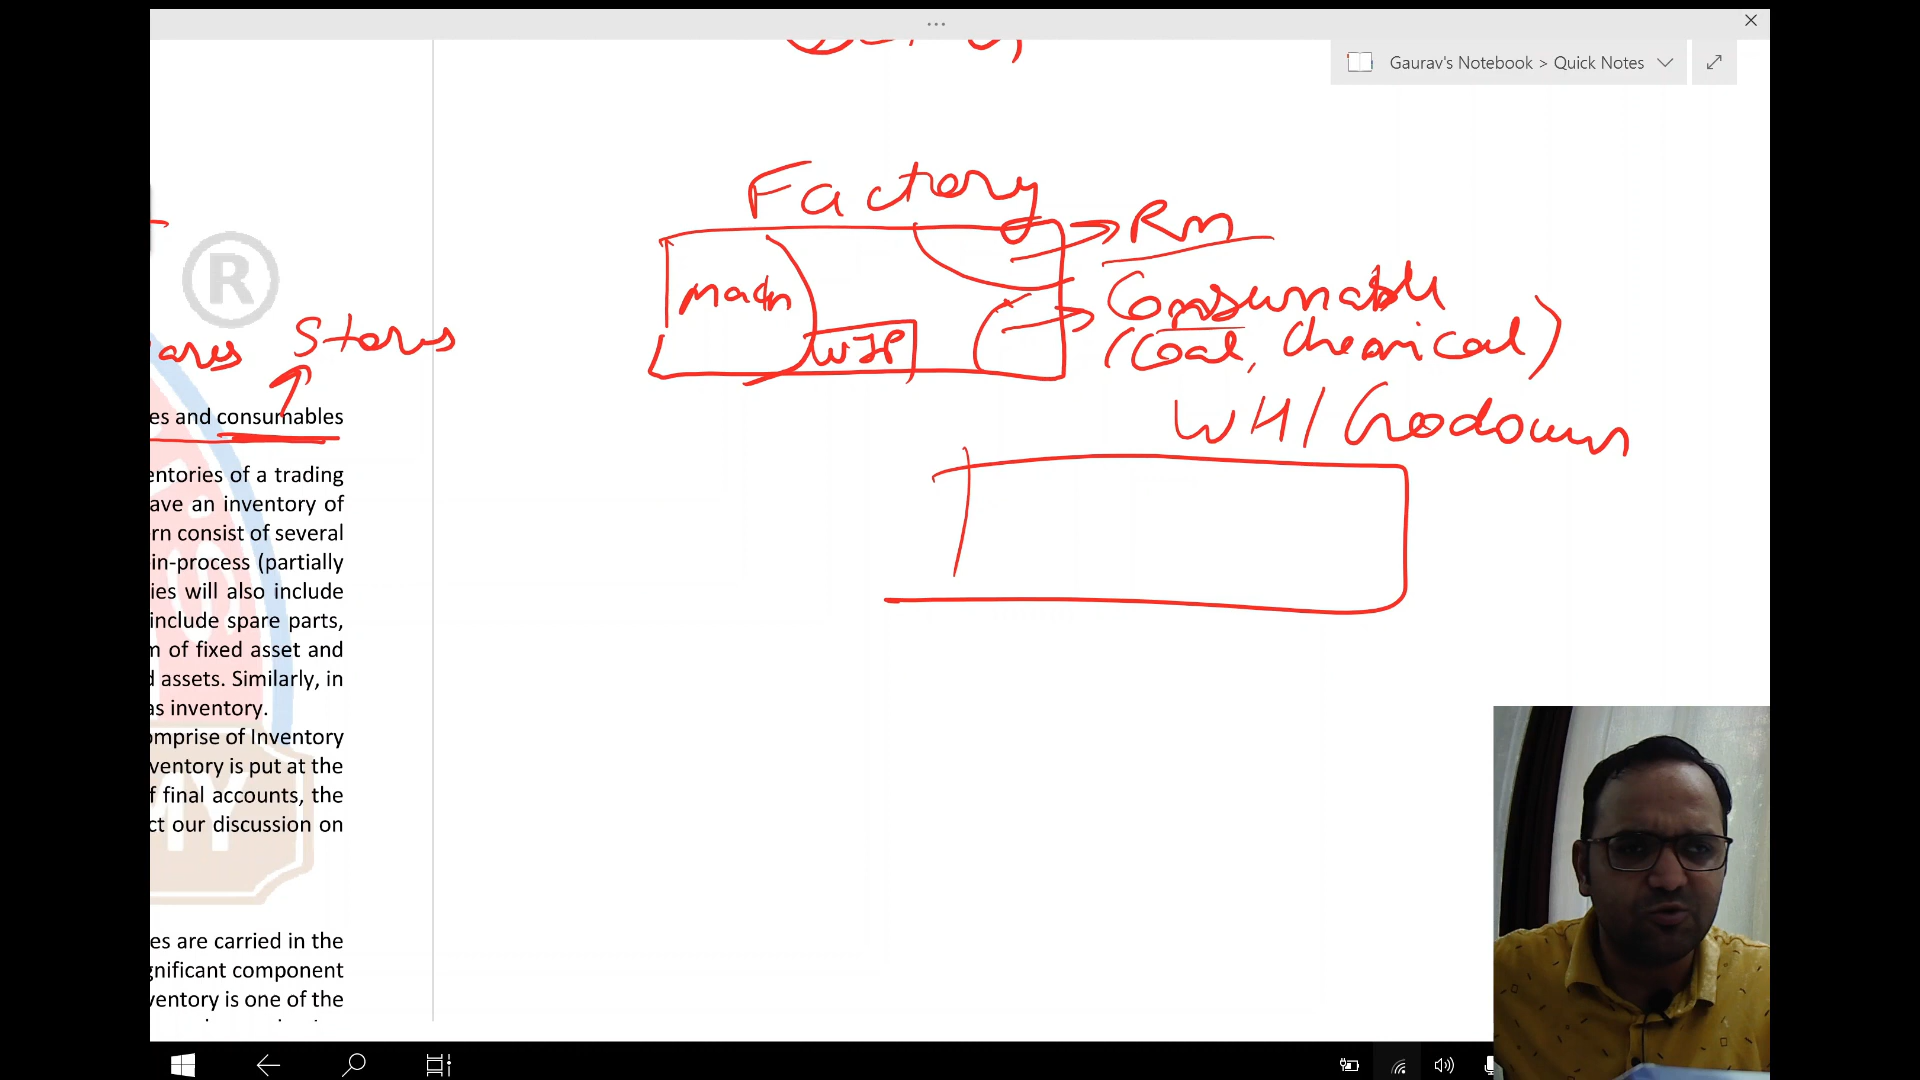 Gaurav's Notebook > Quick Notes
Factory
Rm
machn
WIP
Consumable
(Coal, Chemical)
WH/Goodown
®
ares Stores
es and consumables
entories of a trading
ave an inventory of
rn consist of several
in-process (partially
ies will also include
include spare parts,
m of fixed asset and
d assets. Similarly, in
as inventory.
omprise of Inventory
ventory is put at the
f final accounts, the
ct our discussion on
es are carried in the
gnificant component
ventory is one of the